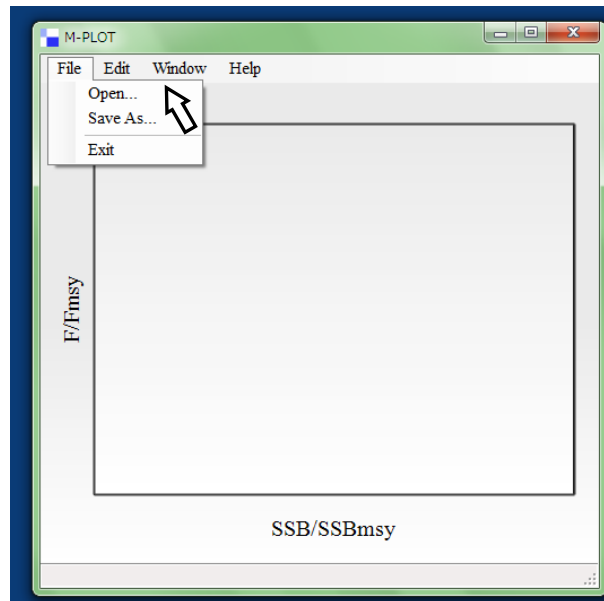 M-PLOT
File Edit Window Help
Open...
Save As...
Exit
F/Fmsy
SSB/SSBmsy